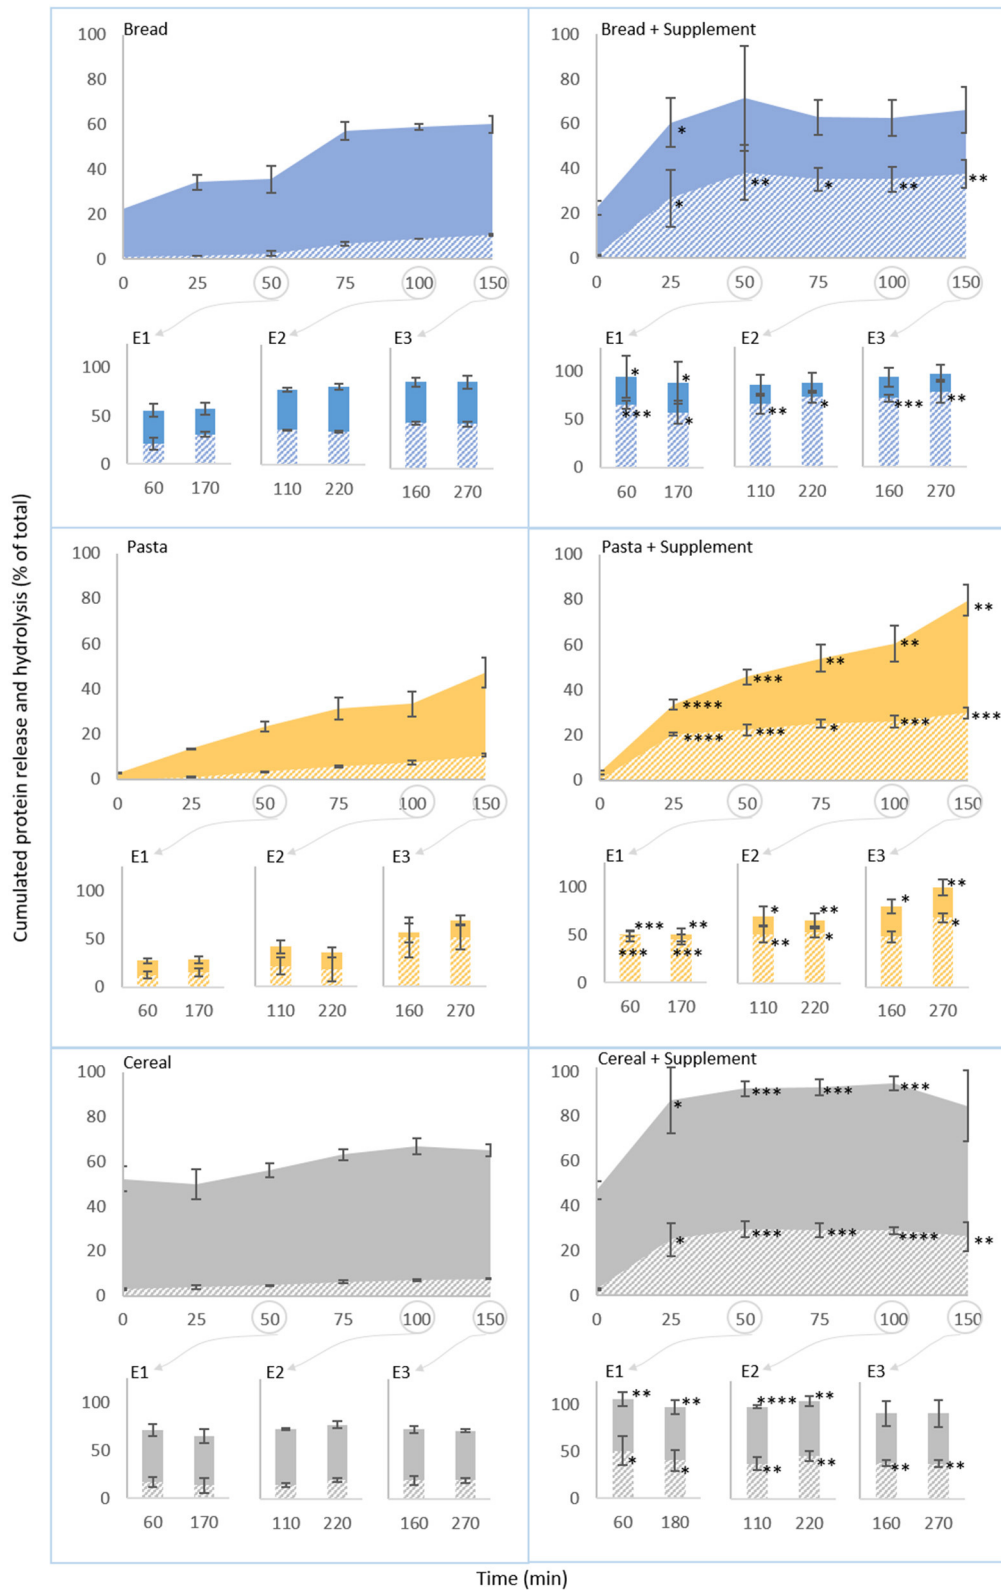 Cumulated protein release and hydrolysis (% of total)
Bread
100
80
60
40
20
0
0 25 50 75 100 150
E1 E2 E3
100
50
0
60 170 110 220 160 270
Bread + Supplement
100
80
60
40
20
0
* * ** * ** **
0 25 50 75 100 150
E1 E2 E3
100
50
0
* * *** * ** * *** **
60 170 110 220 160 270
Pasta
100
80
60
40
20
0
0 25 50 75 100 150
E1 E2 E3
100
50
0
60 170 110 220 160 270
Pasta + Supplement
100
80
60
40
20
0
**** *** ** ** **
**** *** * *** ***
0 25 50 75 100 150
E1 E2 E3
100
50
0
*** ** * ** * **
*** *** ** * *
60 170 110 220 160 270
Cereal
100
80
60
40
20
0
0 25 50 75 100 150
E1 E2 E3
100
50
0
60 170 110 220 160 270
Cereal + Supplement
100
80
60
40
20
0
* *** *** ***
* *** *** **** **
0 25 50 75 100 150
E1 E2 E3
100
50
0
** ** **** **
* * ** ** ** **
60 180 110 220 160 270
Time (min)